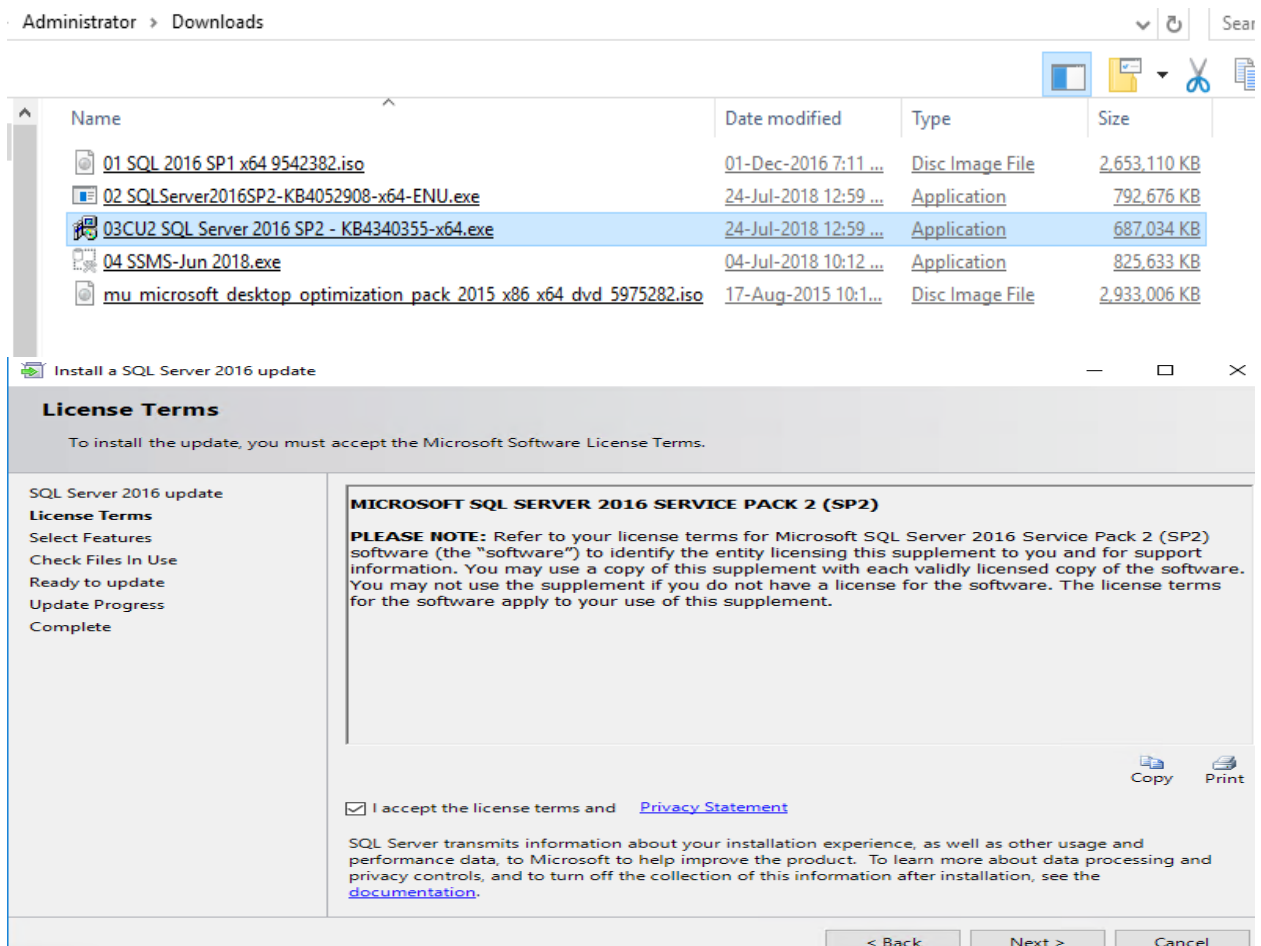 Administrator > Downloads
Sear
Name Date modified Type Size
01 SQL 2016 SP1 x64 9542382.iso 01-Dec-2016 7:11 ... Disc Image File 2,653,110 KB
02 SQLServer2016SP2-KB4052908-x64-ENU.exe 24-Jul-2018 12:59 ... Application 792,676 KB
03CU2 SQL Server 2016 SP2 - KB4340355-x64.exe 24-Jul-2018 12:59 ... Application 687,034 KB
04 SSMS-Jun 2018.exe 04-Jul-2018 10:12 ... Application 825,633 KB
mu_microsoft_desktop_optimization_pack_2015_x86_x64_dvd_5975282.iso 17-Aug-2015 10:1... Disc Image File 2,933,006 KB
Install a SQL Server 2016 update
License Terms
To install the update, you must accept the Microsoft Software License Terms.
SQL Server 2016 update
License Terms
Select Features
Check Files In Use
Ready to update
Update Progress
Complete
MICROSOFT SQL SERVER 2016 SERVICE PACK 2 (SP2)
PLEASE NOTE: Refer to your license terms for Microsoft SQL Server 2016 Service Pack 2 (SP2)
software (the “software”) to identify the entity licensing this supplement to you and for support
information. You may use a copy of this supplement with each validly licensed copy of the software.
You may not use the supplement if you do not have a license for the software. The license terms
for the software apply to your use of this supplement.
Copy Print
I accept the license terms and Privacy Statement
SQL Server transmits information about your installation experience, as well as other usage and
performance data, to Microsoft to help improve the product. To learn more about data processing and
privacy controls, and to turn off the collection of this information after installation, see the
documentation.
< Back Next > Cancel